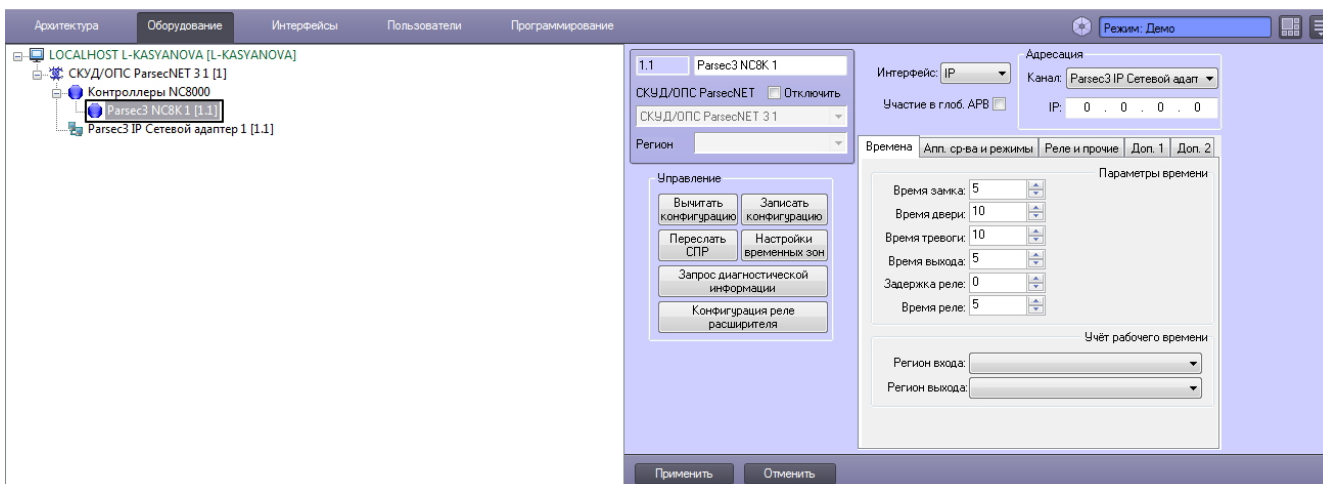 Архитектура Оборудование Интерфейсы Пользователи Программирование Режим: Демо
LOCALHOST L-KASYANOVA [L-KASYANOVA]
СКУД/ОПС ParsecNET 3 1 [1]
Контроллеры NC8000
Parsec3 NC8K 1 [1.1]
Parsec3 IP Сетевой адаптер 1 [1.1]
1.1 Parsec3 NC8K 1
СКУД/ОПС ParsecNET Отключить
СКУД/ОПС ParsecNET 3 1
Регион
Управление
Вычитать конфигурацию
Записать конфигурацию
Переслать СПР
Настройки временных зон
Запрос диагностической информации
Конфигурация реле расширителя
Интерфейс: IP
Участие в глоб. APB
Адресация
Канал: Parsec3 IP Сетевой адапт
IP: 0 . 0 . 0 . 0
Времена Апп. ср-ва и режимы Реле и прочие Доп. 1 Доп. 2
Параметры времени
Время замка: 5
Время двери: 10
Время тревоги: 10
Время выхода: 5
Задержка реле: 0
Время реле: 5
Учёт рабочего времени
Регион входа:
Регион выхода:
Применить Отменить